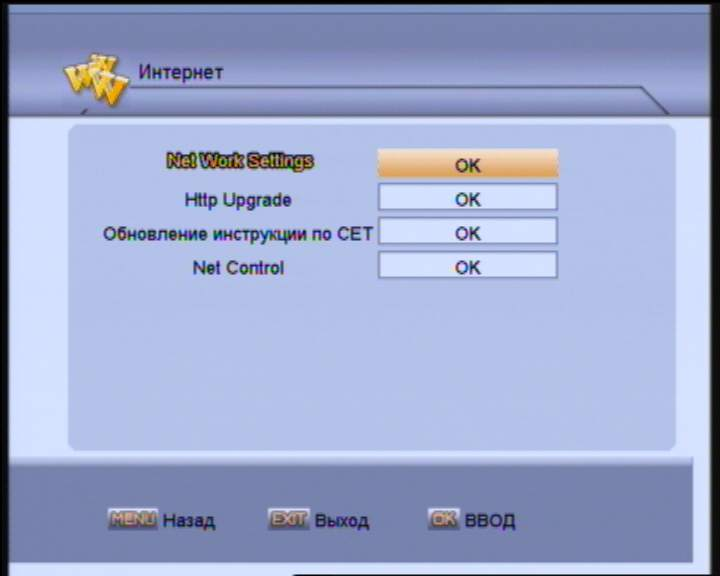 WWW
Интернет
Net Work Settings OK
Http Upgrade OK
Обновление инструкции по СЕТ OK
Net Control OK
MENU Назад EXIT Выход OK ВВОД